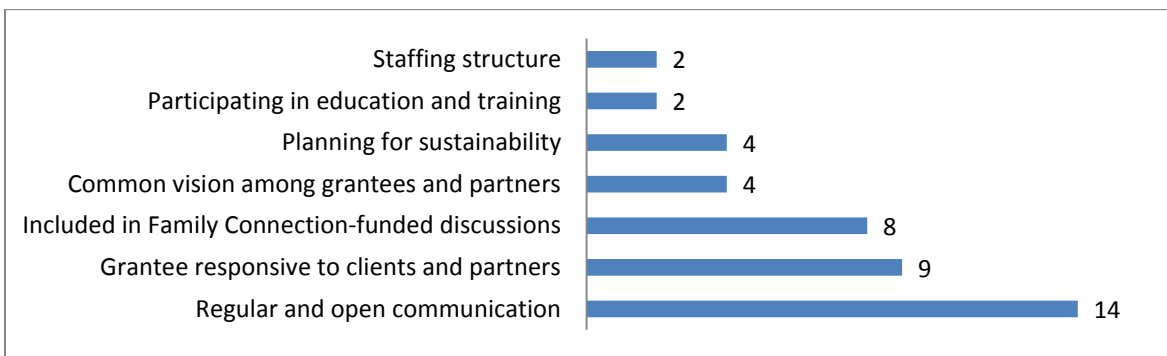 Staffing structure 2
Participating in education and training 2
Planning for sustainability 4
Common vision among grantees and partners 4
Included in Family Connection-funded discussions 8
Grantee responsive to clients and partners 9
Regular and open communication 14